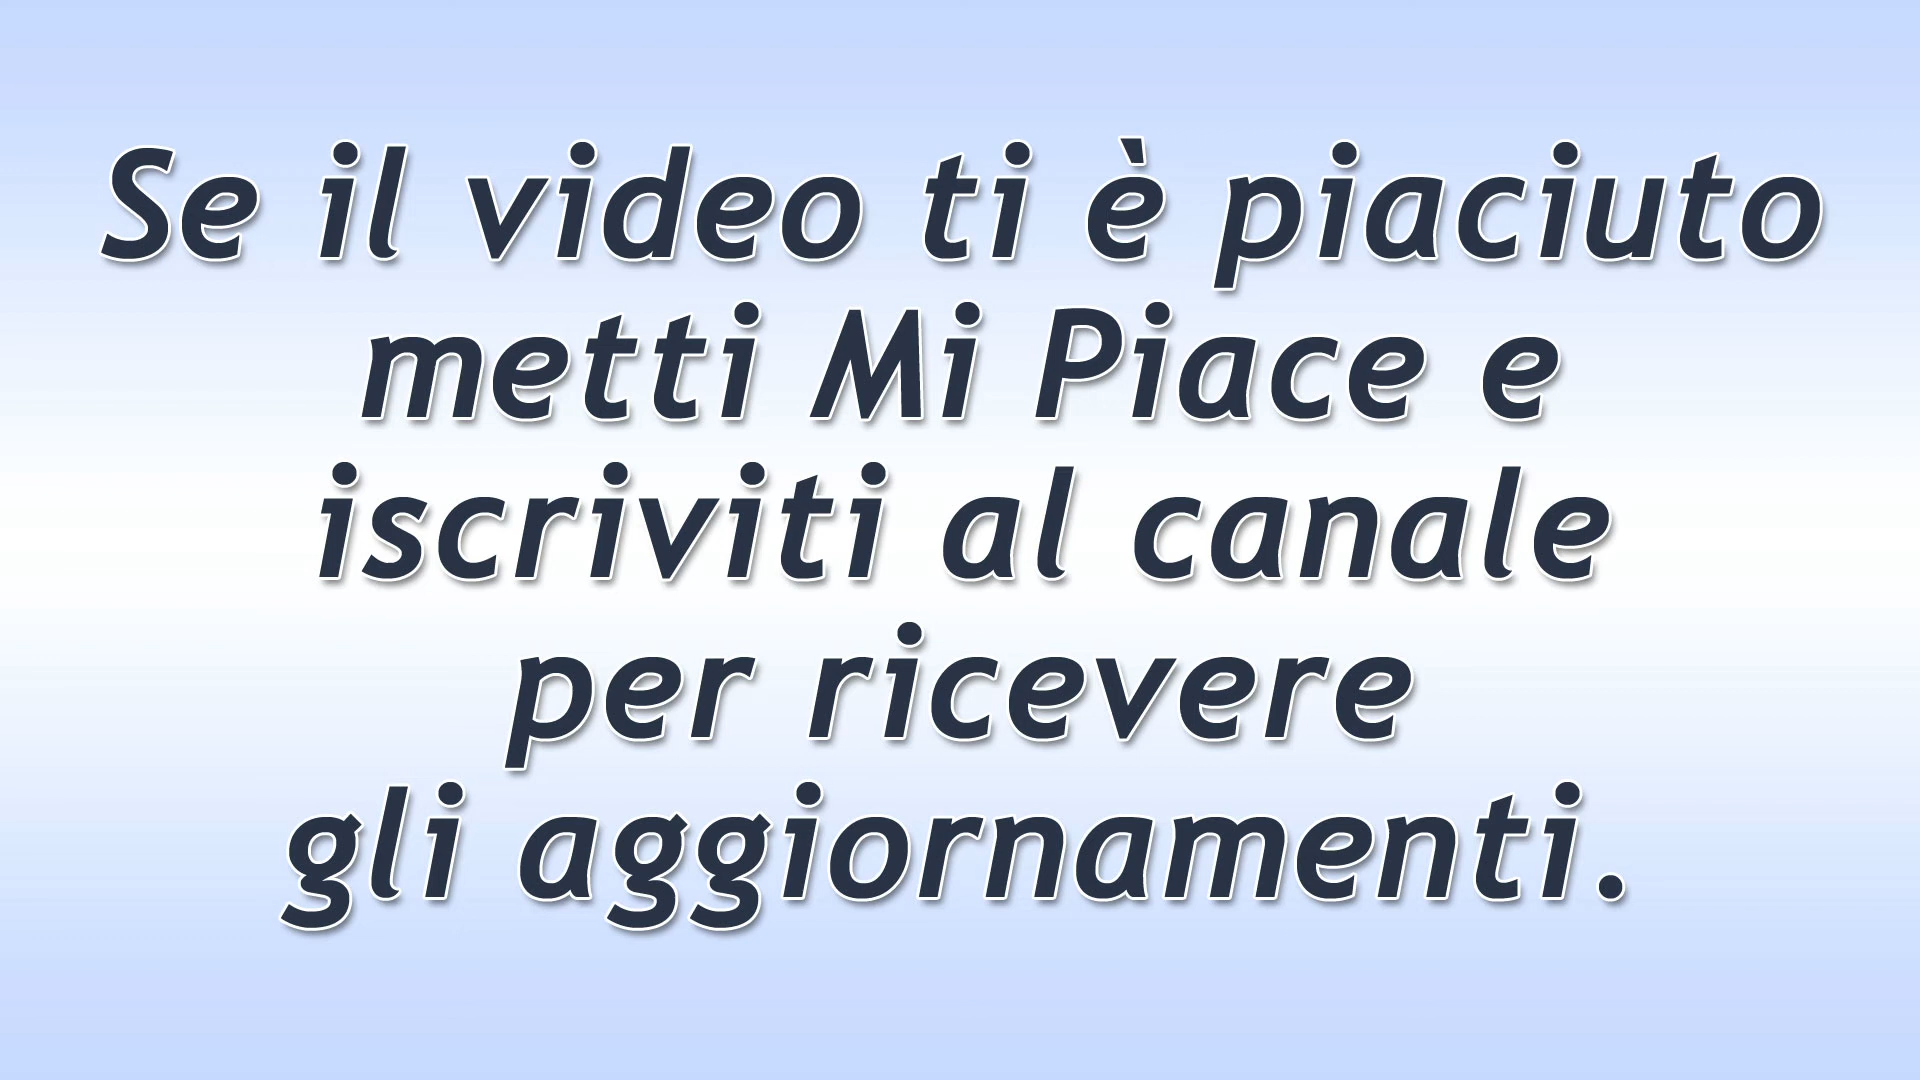 Se il video ti è piaciuto
metti Mi Piace e
iscriviti al canale
per ricevere
gli aggiornamenti.